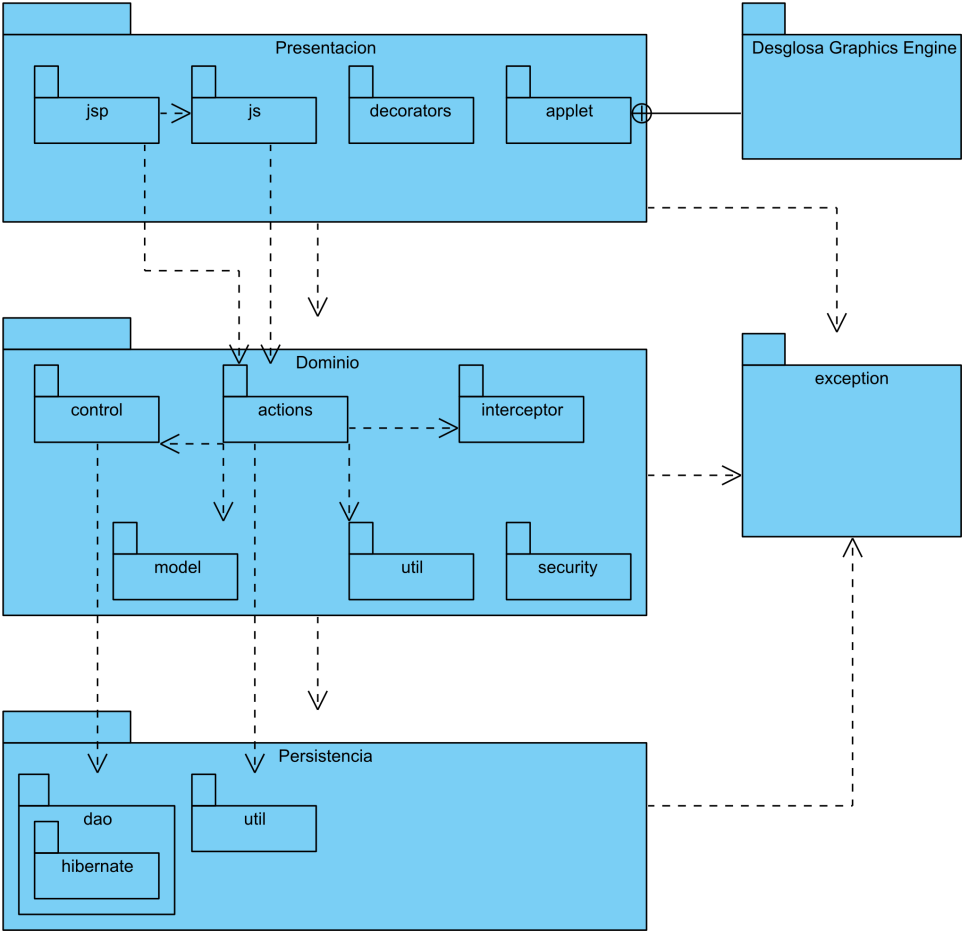 Presentacion
Desglosa Graphics Engine
jsp
js
decorators
applet
Dominio
exception
control
actions
interceptor
model
util
security
Persistencia
dao
util
hibernate